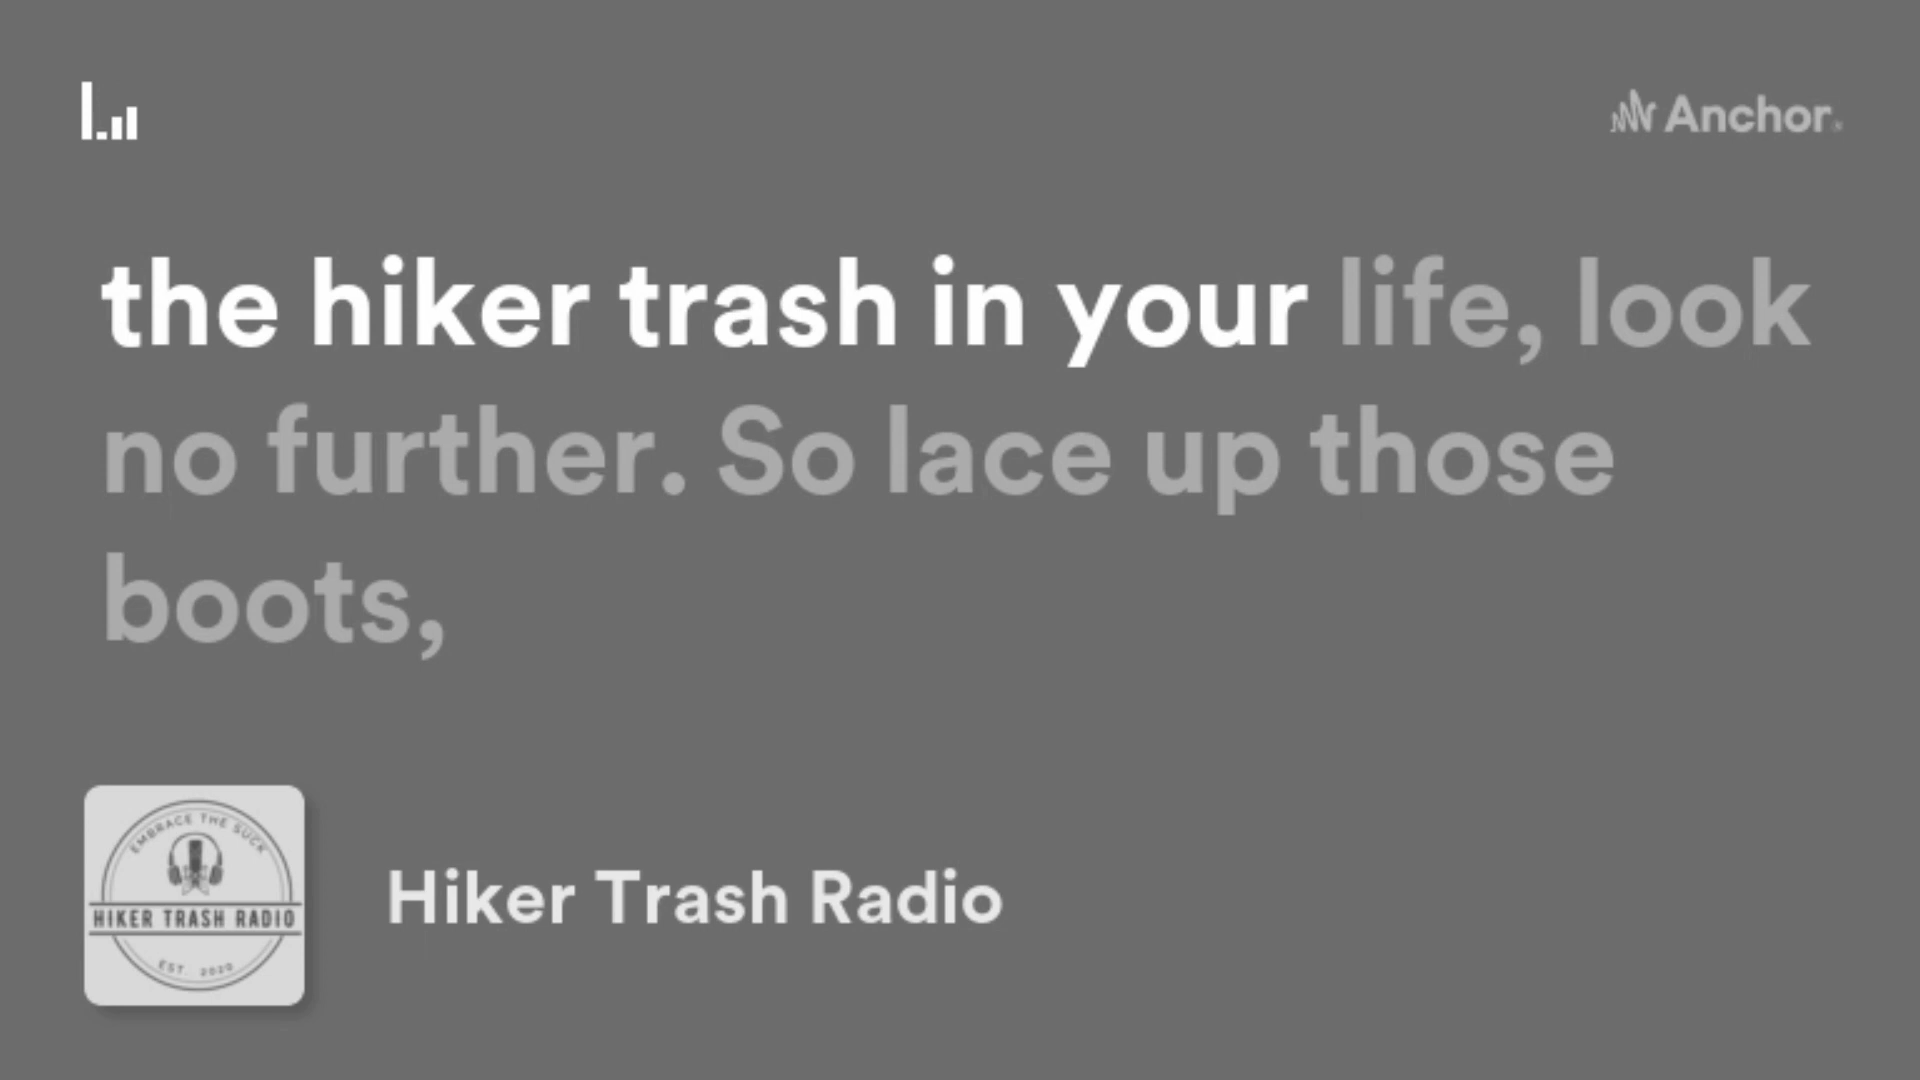 Anchor
the hiker trash in your life, look
no further. So lace up those
boots,
EMBRACE THE SUCK
HIKER TRASH RADIO
EST. 2020
Hiker Trash Radio